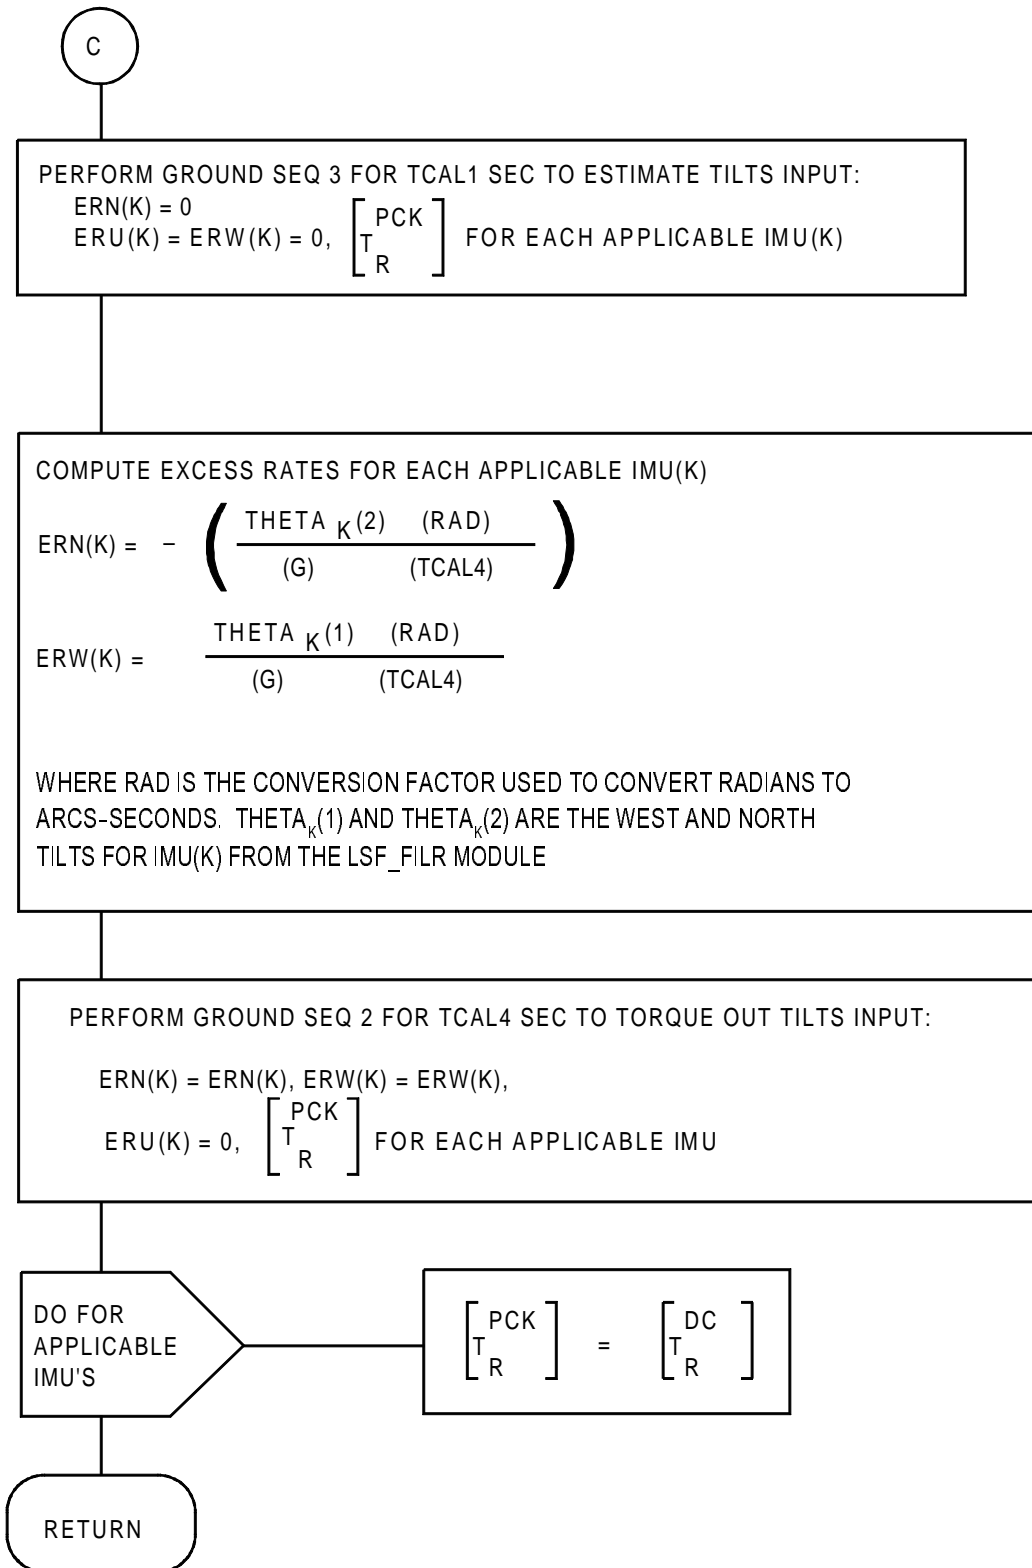 C
PERFORM GROUND SEQ 3 FOR TCAL1 SEC TO ESTIMATE TILTS INPUT:
ERN(K) = 0
ERU(K) = ERW(K) = 0, [T PCK R] FOR EACH APPLICABLE IMU(K)
COMPUTE EXCESS RATES FOR EACH APPLICABLE IMU(K)
THETA K(2) (RAD)
ERN(K) = – ( )
(G) (TCAL4)
THETA K(1) (RAD)
ERW(K) =
(G) (TCAL4)
WHERE RAD IS THE CONVERSION FACTOR USED TO CONVERT RADIANS TO
ARCS-SECONDS. THETAK(1) AND THETAK(2) ARE THE WEST AND NORTH
TILTS FOR IMU(K) FROM THE LSF_FILR MODULE
PERFORM GROUND SEQ 2 FOR TCAL4 SEC TO TORQUE OUT TILTS INPUT:
ERN(K) = ERN(K), ERW(K) = ERW(K),
ERU(K) = 0, [T PCK R] FOR EACH APPLICABLE IMU
DO FOR
APPLICABLE
IMU'S
[T PCK R] = [T DC R]
RETURN